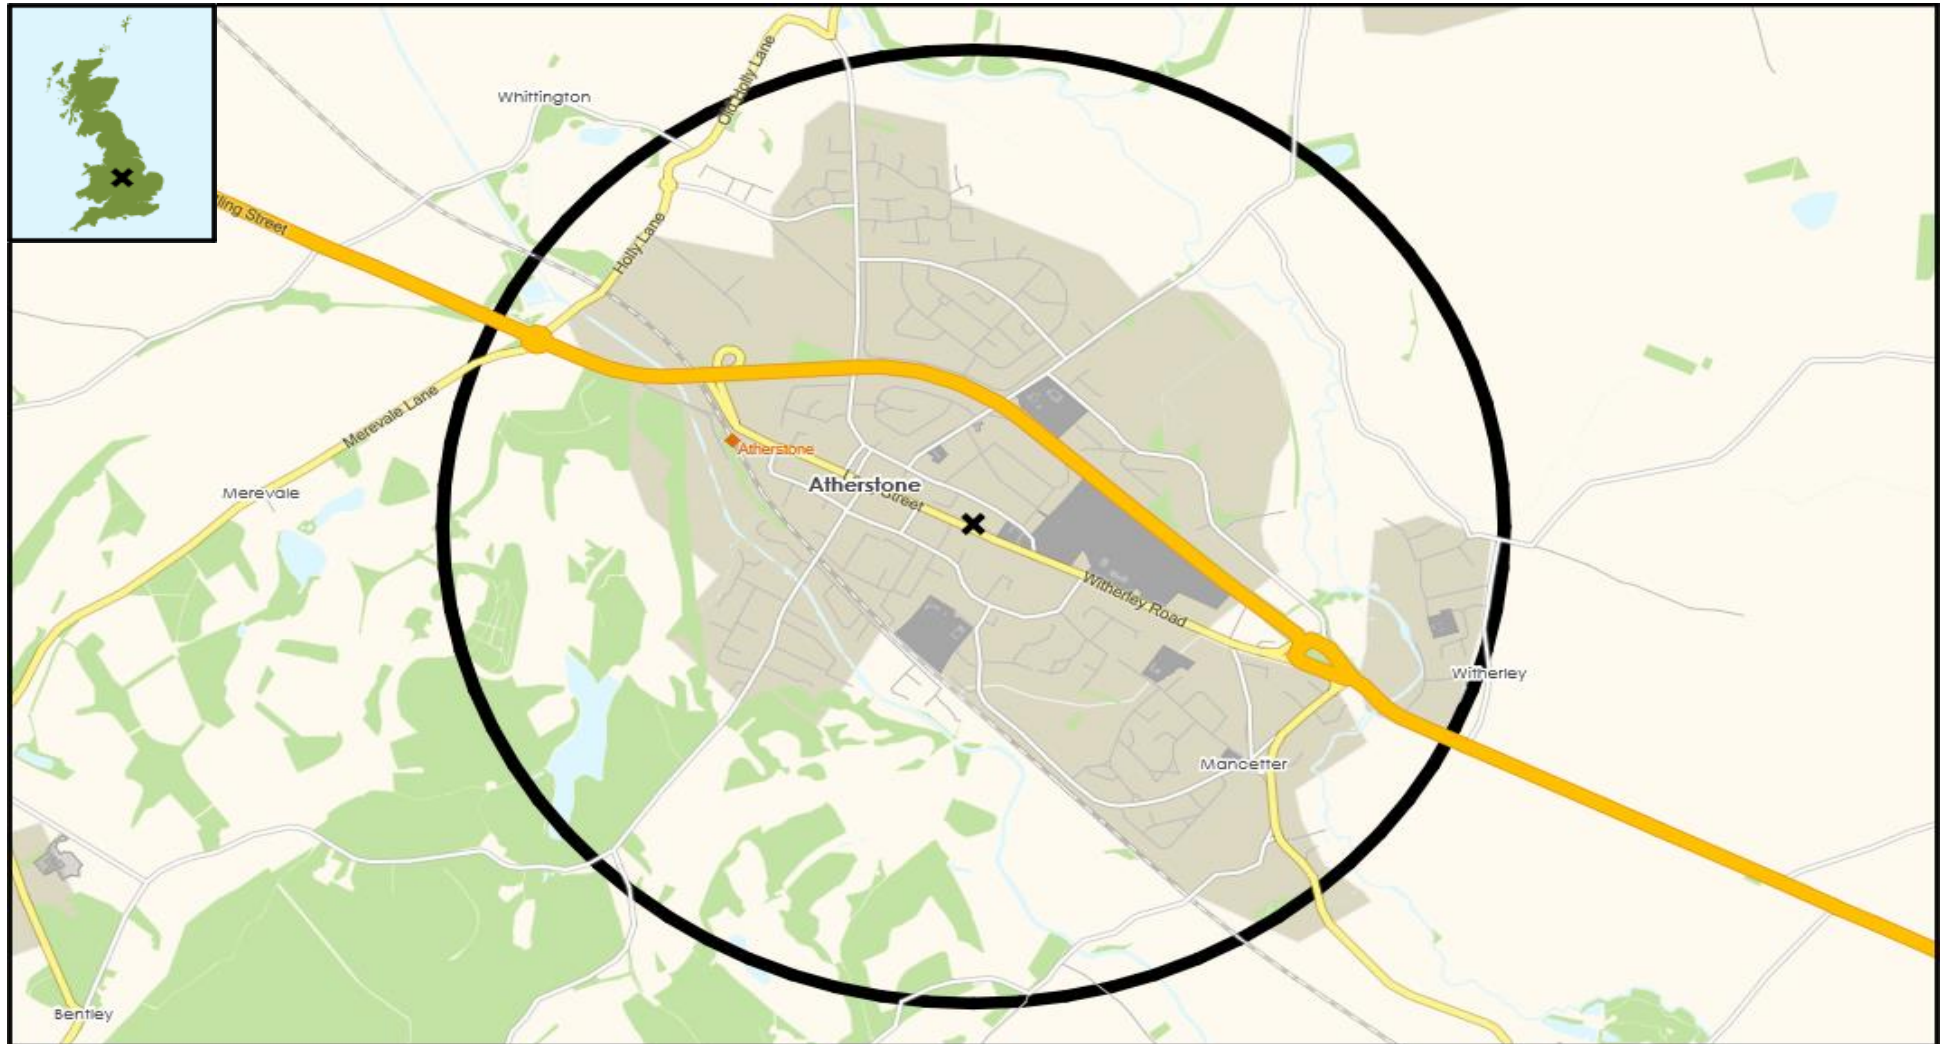 Old Holly Lane
Whittington
ling Street
Holly Lane
Merevale Lane
Atherstone
Atherstone
Street
Merevale
Witherley Road
Witherley
Mancetter
Bentley